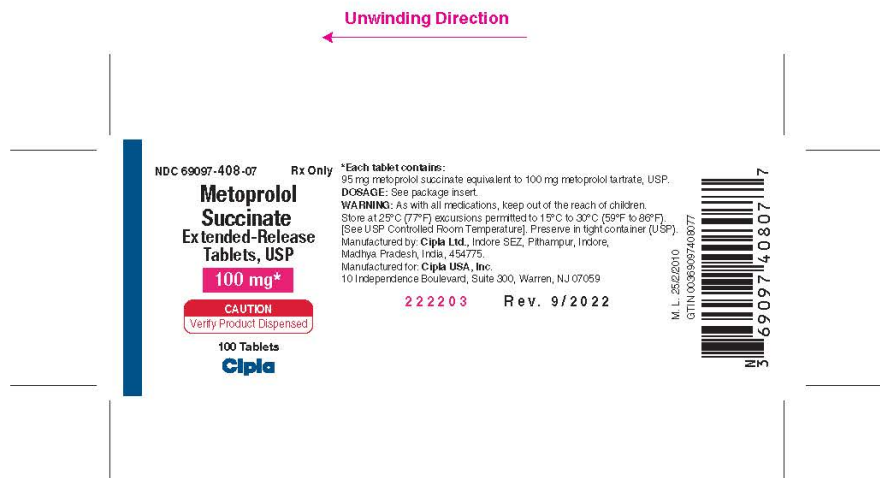 Unwinding Direction
NDC 69097-408-07 Rx Only
Metoprolol
Succinate
Extended-Release
Tablets, USP
100 mg*
CAUTION
Verify Product Dispensed
100 Tablets
Cipla
*Each tablet contains:
95 mg metoprolol succinate equivalent to 100 mg metoprolol tartrate, USP.
DOSAGE: See package insert.
WARNING: As with all medications, keep out of the reach of children.
Store at 25°C (77°F) excursions permitted to 15°C to 30°C (59°F to 86°F).
[See USP Controlled Room Temperature]. Preserve in tight container (USP).
Manufactured by: Cipla Ltd., Indore SEZ, Pithampur, Indore,
Madhya Pradesh, India, 454775.
Manufactured for: Cipla USA, Inc.
10 Independence Boulevard, Suite 300, Warren, NJ 07059
222203 Rev. 9/2022
M. L. 25/2/2010
GTIN 00369097408077
N
3 69097 40807 7